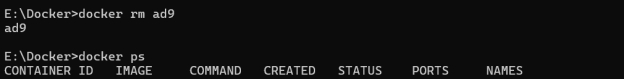 E:\Docker>docker rm ad9
ad9
E:\Docker>docker ps
CONTAINER ID   IMAGE     COMMAND   CREATED   STATUS    PORTS     NAMES